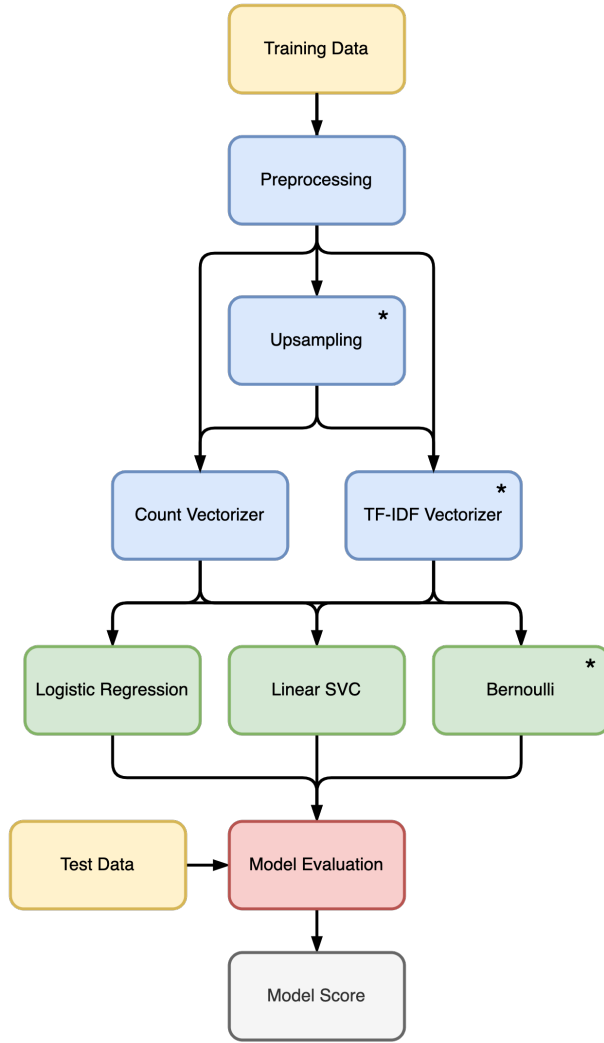 Training Data
Preprocessing
*
Upsampling
Count Vectorizer
*
TF-IDF Vectorizer
Logistic Regression
Linear SVC
*
Bernoulli
Test Data
Model Evaluation
Model Score